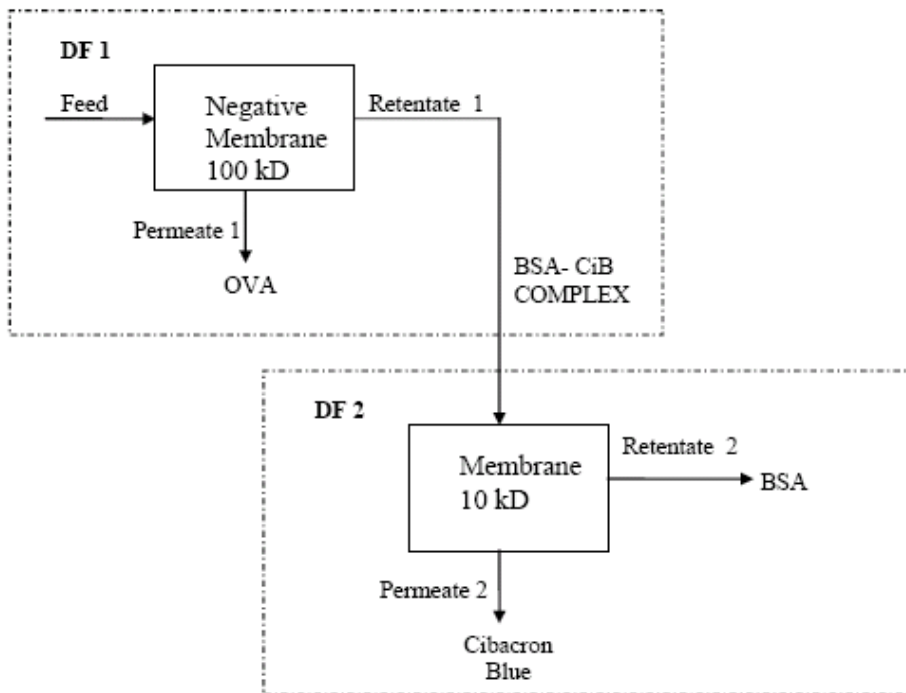 DF 1
Feed
Negative
Membrane
100 kD
Retentate 1
Permeate 1
OVA
BSA- CiB
COMPLEX
DF 2
Membrane
10 kD
Retentate 2
BSA
Permeate 2
Cibacron
Blue